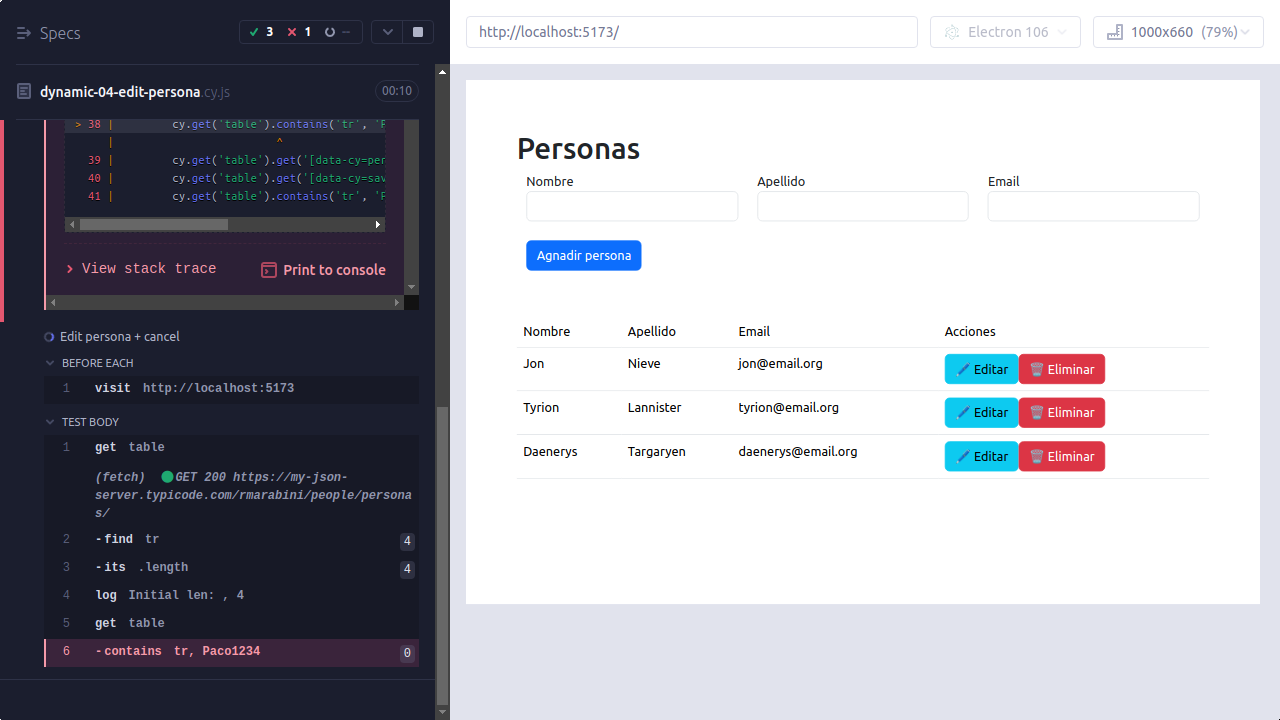 Specs
3
1
--
dynamic-04-edit-persona.cy.js
00:10
> 38 | cy.get('table').contains('tr', 'P
| ^
39 | cy.get('table').get('[data-cy=per
40 | cy.get('table').get('[data-cy=sav
41 | cy.get('table').contains('tr', 'P
> View stack trace
Print to console
Edit persona + cancel
BEFORE EACH
1 visit http://localhost:5173
TEST BODY
1 get table
(fetch) GET 200 https://my-json-
server.typicode.com/rmarabini/people/persona
s/
2 -find tr 4
3 -its .length 4
4 log Initial len: , 4
5 get table
6 -contains tr, Paco1234 0
http://localhost:5173/
Electron 106
1000x660 (79%)
Personas
Nombre Apellido Email
Agnadir persona
Nombre Apellido Email Acciones
Jon Nieve jon@email.org Editar Eliminar
Tyrion Lannister tyrion@email.org Editar Eliminar
Daenerys Targaryen daenerys@email.org Editar Eliminar